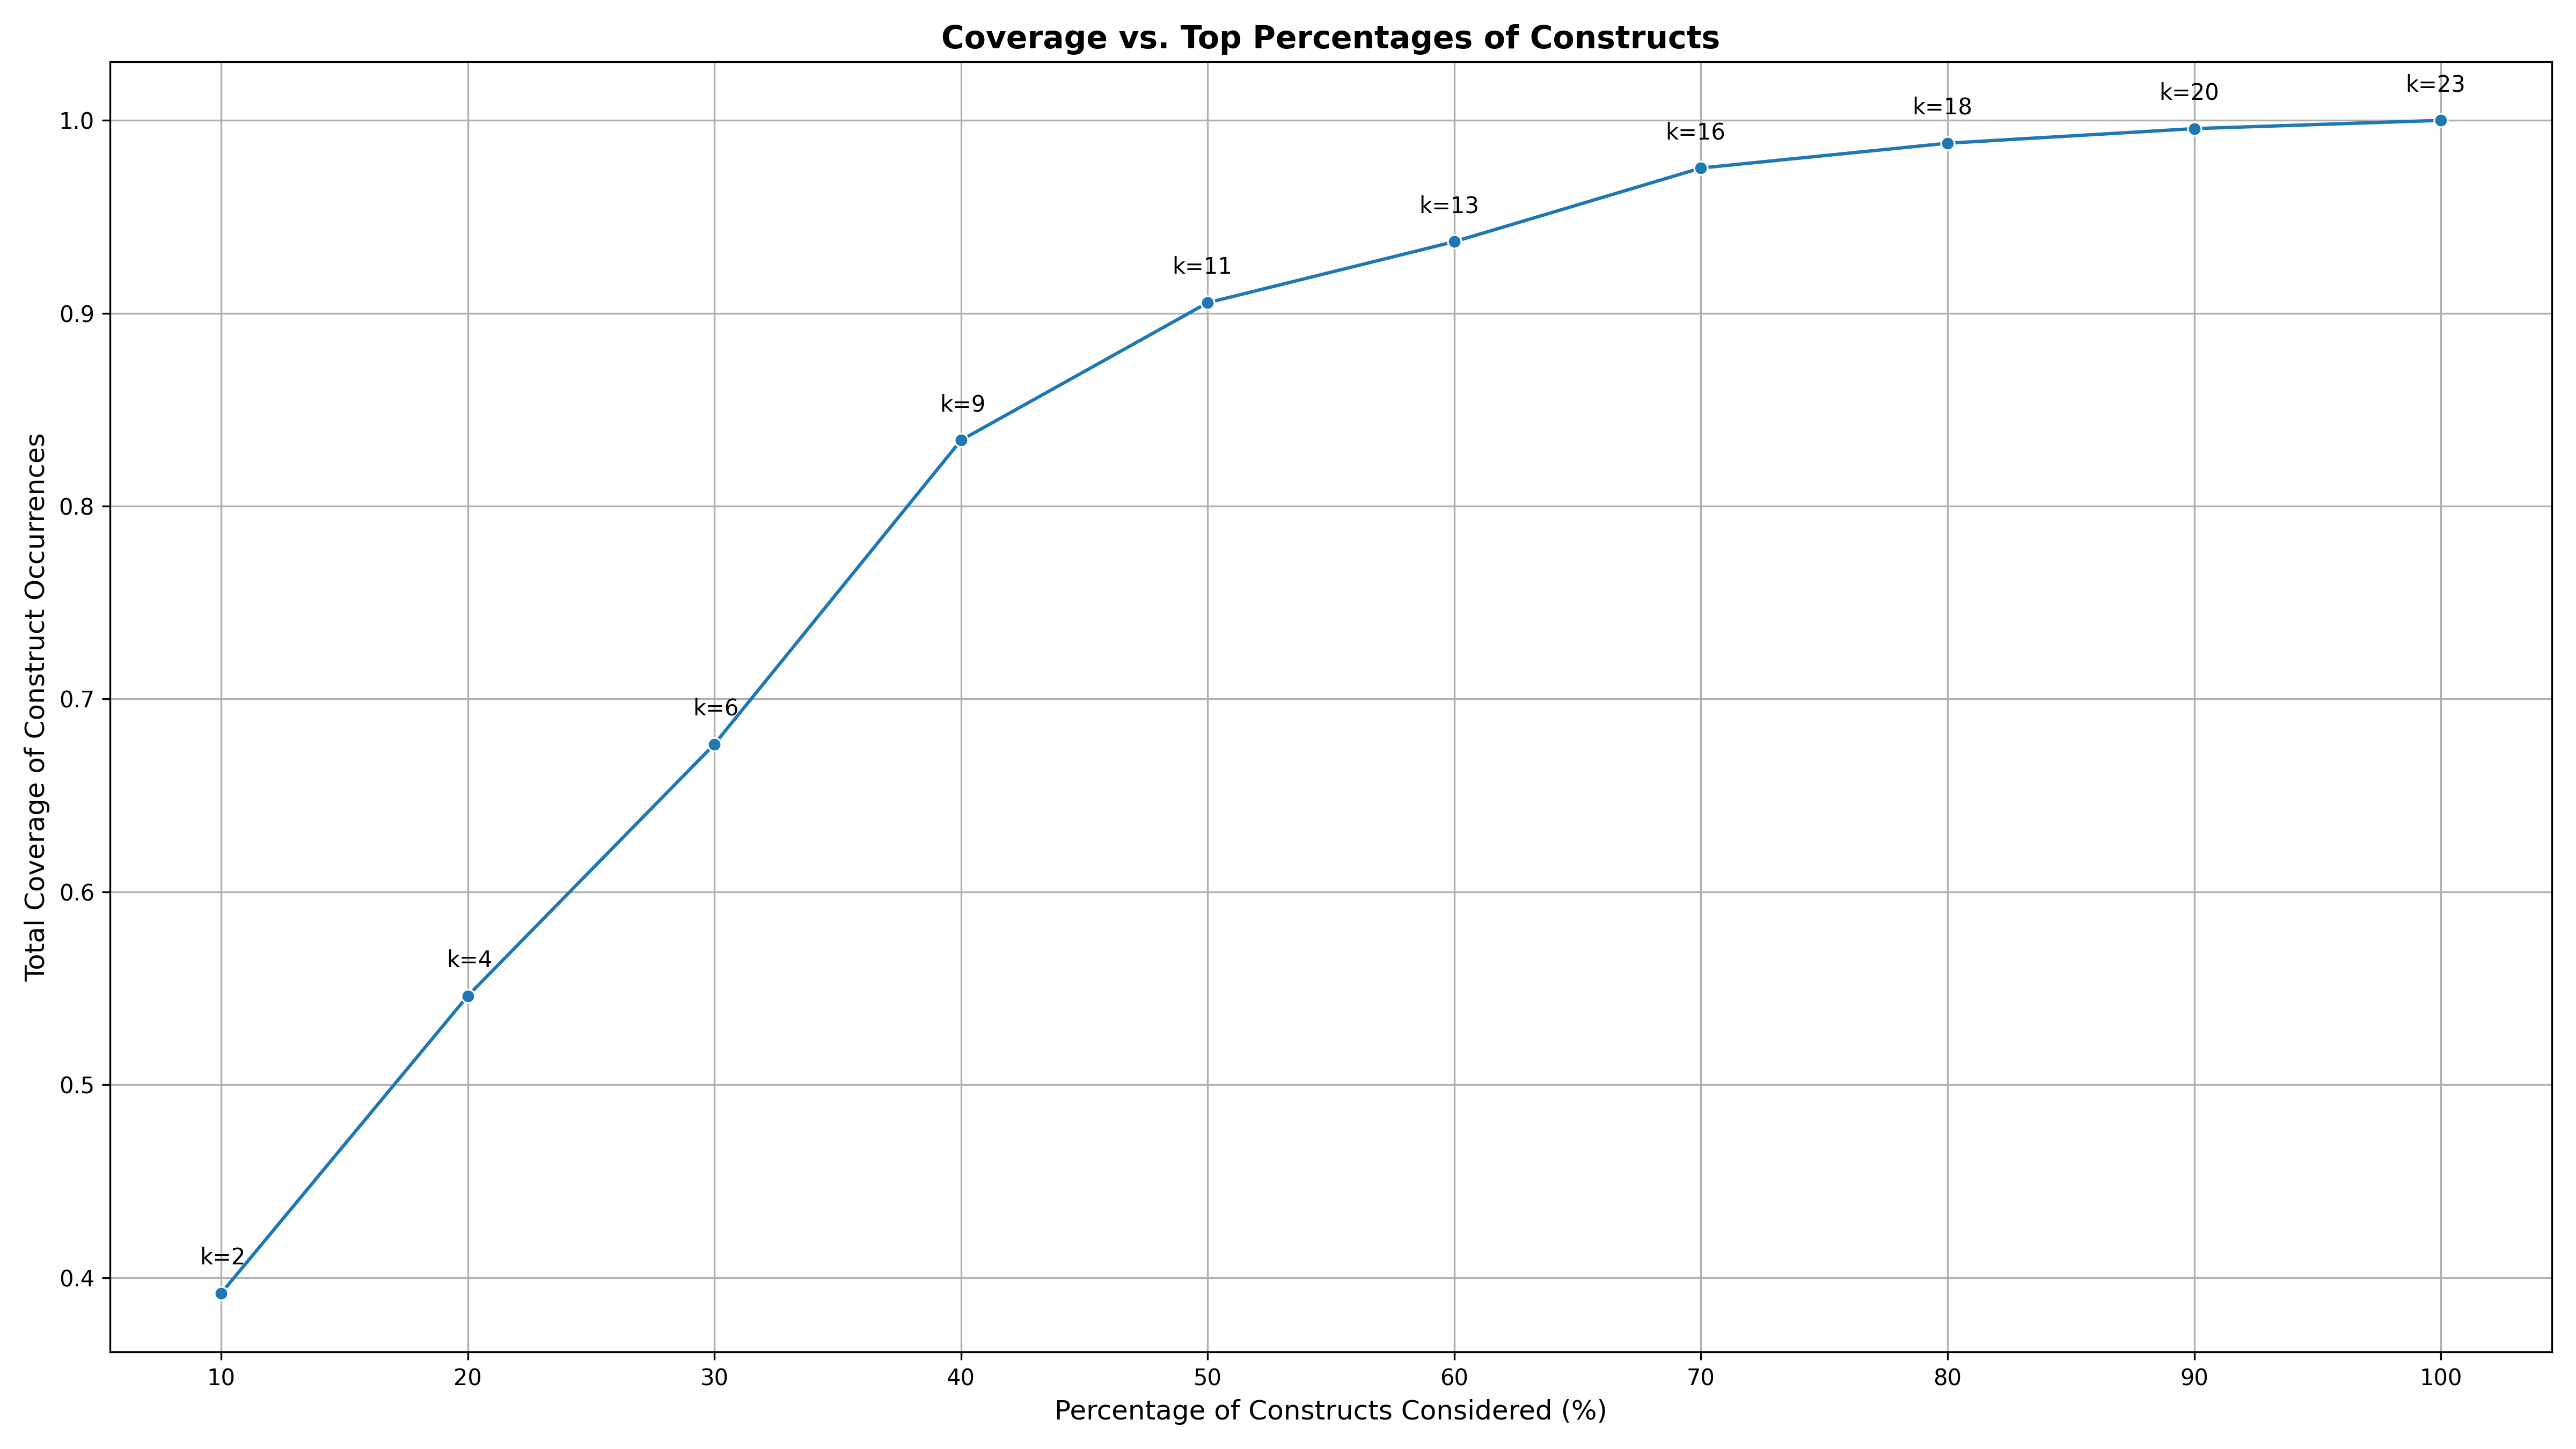 Coverage vs. Top Percentages of Constructs
Total Coverage of Construct Occurrences
1.0
0.9
0.8
0.7
0.6
0.5
0.4
k=2
k=4
k=6
k=9
k=11
k=13
k=16
k=18
k=20
k=23
10 20 30 40 50 60 70 80 90 100
Percentage of Constructs Considered (%)